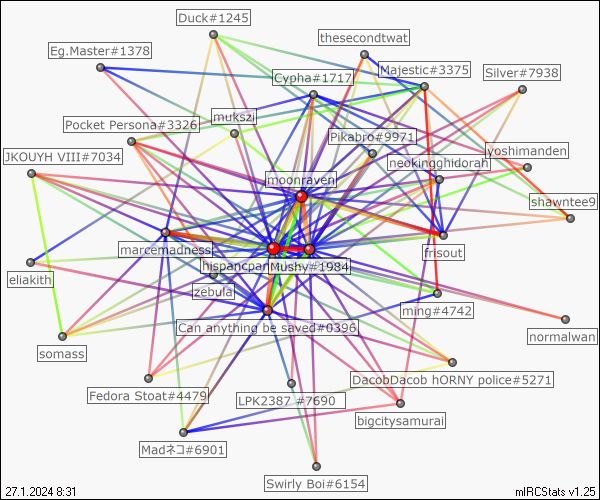 Duck#1245
thesecondtwat
Eg.Master#1378
Majestic#3375
Silver#7938
Cypha#1717
mukszi
Pocket Persona#3326
Pikabro#9971
yoshimanden
JKOUYH VIII#7034
neokingghidorah
moonraven
shawntee9
marcemadness
frisout
hispancpan
Mushy#1984
eliakith
zebulai
ming#4742
Can anything be saved#0396
normalwan
somass
DacobDacob hORNY police#5271
Fedora Stoat#4479
LPK2387 #7690
bigcitysamurai
Madネコ#6901
Swirly Boi#6154
27.1.2024 8:31
mIRCStats v1.25